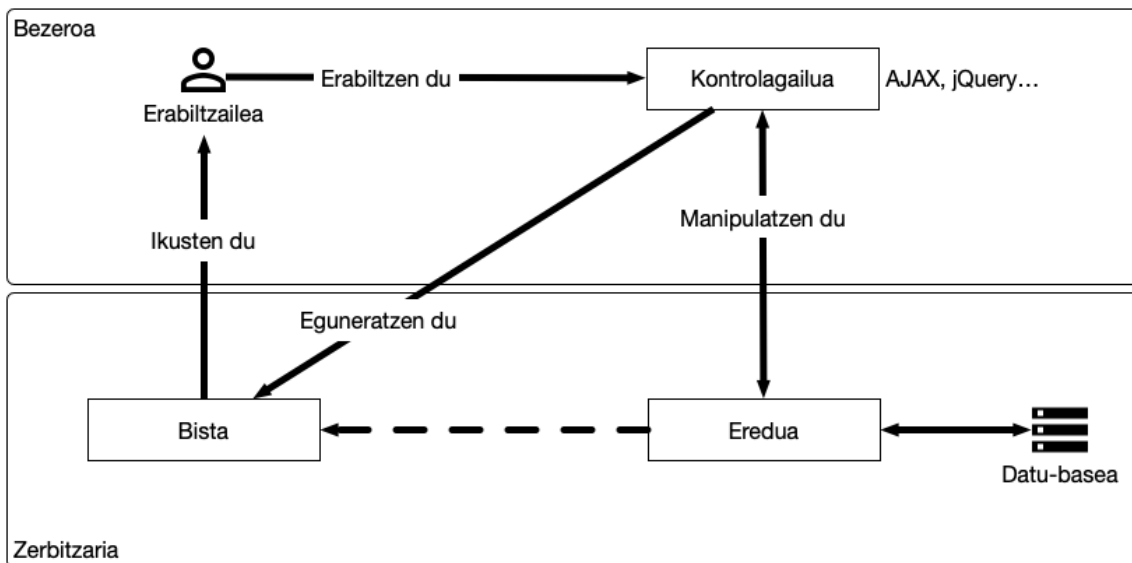 Bezeroa
Erabiltzen du
Kontrolagailua
AJAX, jQuery...
Erabiltzailea
Manipulatzen du
Ikusten du
Eguneratzen du
Bista
Eredua
Datu-basea
Zerbitzaria